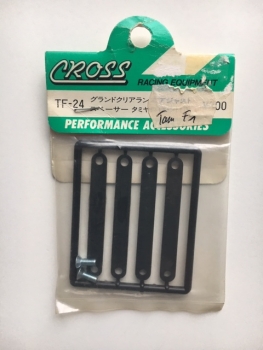 CROSS
RACING EQUIPMENT
TF-24 グランドクリアラン 00
ペーサー タミヤ
Tam F1
PERFORMANCE ACCESSORIES